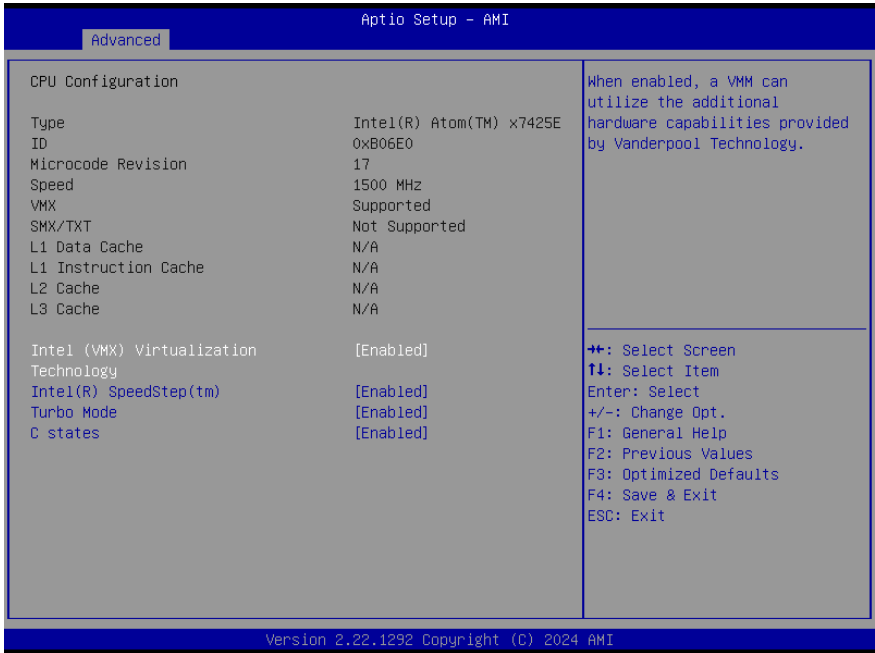 Aptio Setup – AMI
Advanced
CPU Configuration
Type Intel(R) Atom(TM) x7425E
ID 0xB06E0
Microcode Revision 17
Speed 1500 MHz
VMX Supported
SMX/TXT Not Supported
L1 Data Cache N/A
L1 Instruction Cache N/A
L2 Cache N/A
L3 Cache N/A
Intel (VMX) Virtualization [Enabled]
Technology
Intel(R) SpeedStep(tm) [Enabled]
Turbo Mode [Enabled]
C states [Enabled]
When enabled, a VMM can
utilize the additional
hardware capabilities provided
by Vanderpool Technology.
→←: Select Screen
↑↓: Select Item
Enter: Select
+/-: Change Opt.
F1: General Help
F2: Previous Values
F3: Optimized Defaults
F4: Save & Exit
ESC: Exit
Version 2.22.1292 Copyright (C) 2024 AMI